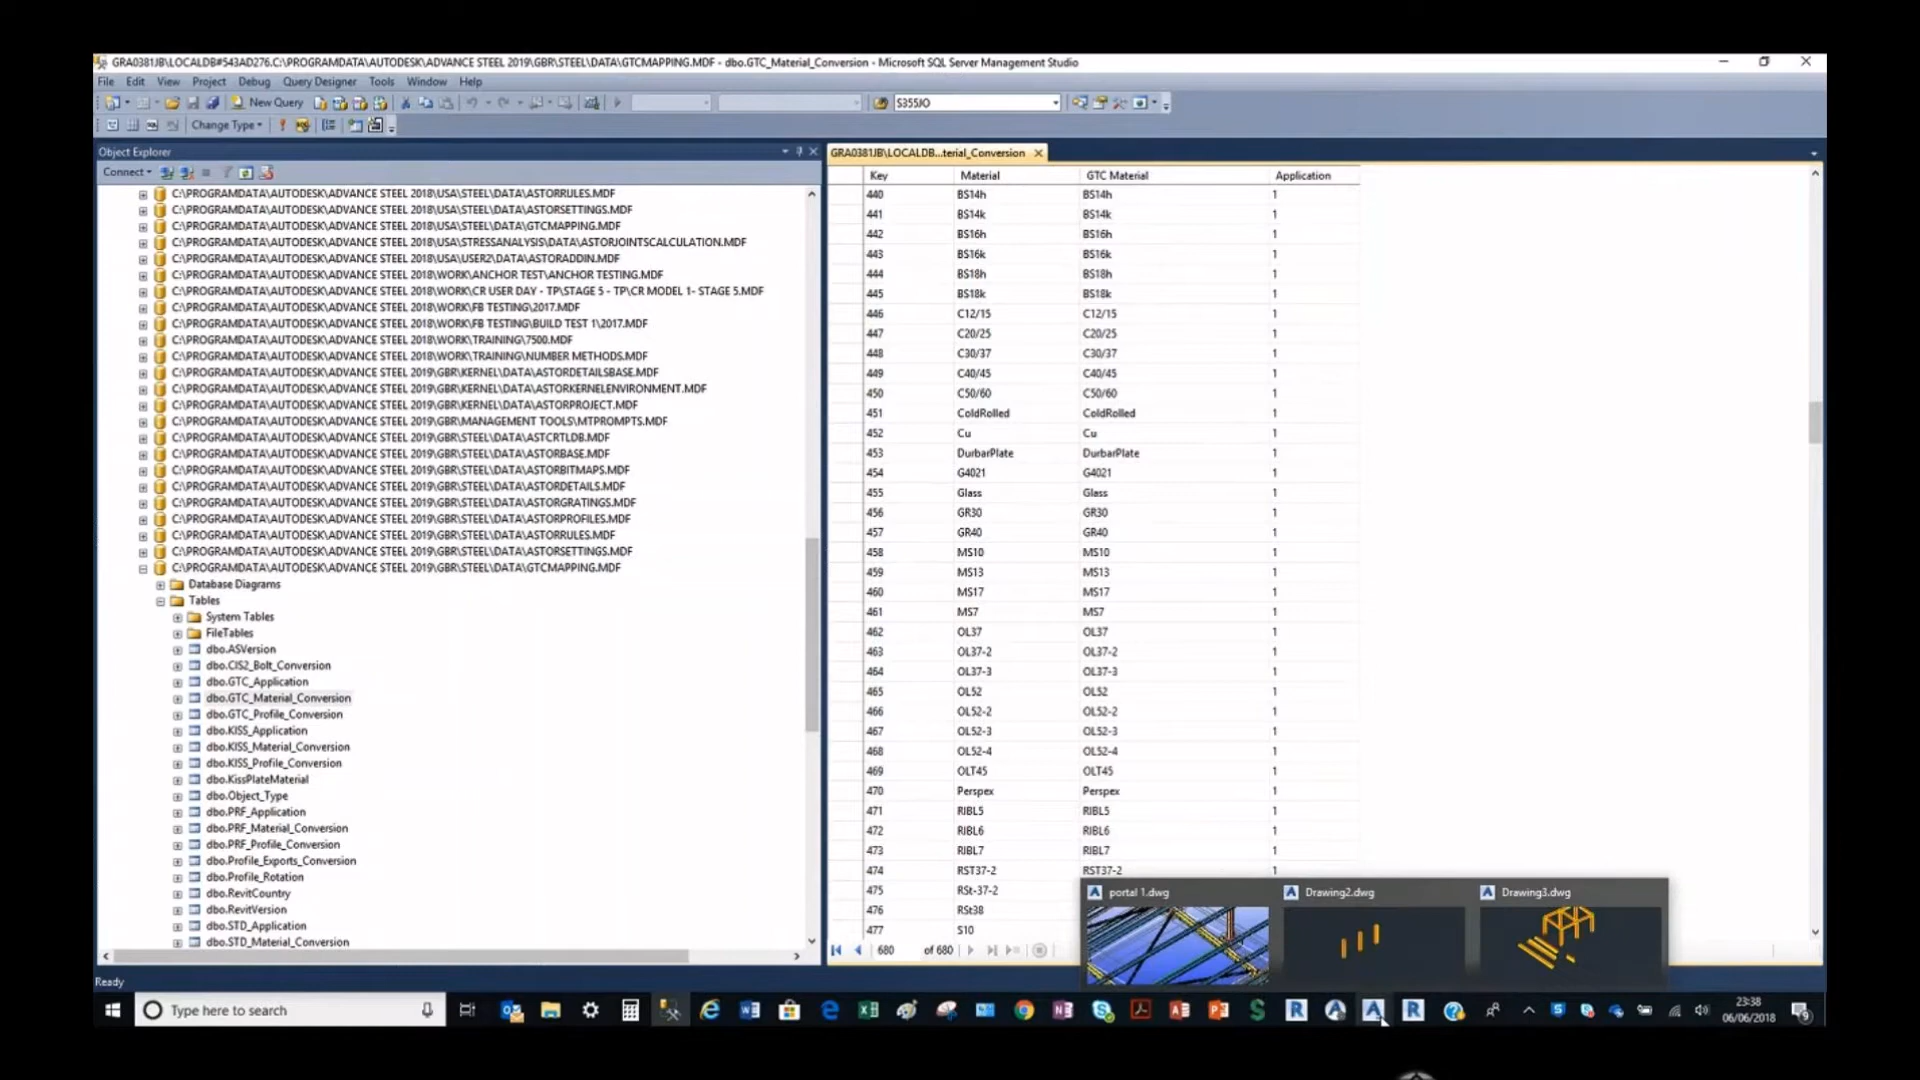 GRA0381JB\LOCALDB#543AD276.C:\PROGRAMDATA\AUTODESK\ADVANCE STEEL 2019\GBR\STEEL\DATA\GTCMAPPING.MDF - dbo.GTC_Material_Conversion - Microsoft SQL Server Management Studio
File Edit View Project Debug Query Designer Tools Window Help
New Query S355JO
Change Type
Object Explorer
Connect
C:\PROGRAMDATA\AUTODESK\ADVANCE STEEL 2018\USA\STEEL\DATA\ASTORRULES.MDF
C:\PROGRAMDATA\AUTODESK\ADVANCE STEEL 2018\USA\STEEL\DATA\ASTORSETTINGS.MDF
C:\PROGRAMDATA\AUTODESK\ADVANCE STEEL 2018\USA\STEEL\DATA\GTCMAPPING.MDF
C:\PROGRAMDATA\AUTODESK\ADVANCE STEEL 2018\USA\STRESSANALYSIS\DATA\ASTORJOINTSCALCULATION.MDF
C:\PROGRAMDATA\AUTODESK\ADVANCE STEEL 2018\USA\USER2\DATA\ASTORADDIN.MDF
C:\PROGRAMDATA\AUTODESK\ADVANCE STEEL 2018\WORK\ANCHOR TEST\ANCHOR TESTING.MDF
C:\PROGRAMDATA\AUTODESK\ADVANCE STEEL 2018\WORK\CR USER DAY - TP\STAGE 5 - TP\CR MODEL 1- STAGE 5.MDF
C:\PROGRAMDATA\AUTODESK\ADVANCE STEEL 2018\WORK\FB TESTING\2017.MDF
C:\PROGRAMDATA\AUTODESK\ADVANCE STEEL 2018\WORK\FB TESTING\BUILD TEST 1\2017.MDF
C:\PROGRAMDATA\AUTODESK\ADVANCE STEEL 2018\WORK\TRAINING\7500.MDF
C:\PROGRAMDATA\AUTODESK\ADVANCE STEEL 2018\WORK\TRAINING\NUMBER METHODS.MDF
C:\PROGRAMDATA\AUTODESK\ADVANCE STEEL 2019\GBR\KERNEL\DATA\ASTORDETAILSBASE.MDF
C:\PROGRAMDATA\AUTODESK\ADVANCE STEEL 2019\GBR\KERNEL\DATA\ASTORKERNELENVIRONMENT.MDF
C:\PROGRAMDATA\AUTODESK\ADVANCE STEEL 2019\GBR\KERNEL\DATA\ASTORPROJECT.MDF
C:\PROGRAMDATA\AUTODESK\ADVANCE STEEL 2019\GBR\MANAGEMENT TOOLS\MTPROMPTS.MDF
C:\PROGRAMDATA\AUTODESK\ADVANCE STEEL 2019\GBR\STEEL\DATA\ASTCRTLDB.MDF
C:\PROGRAMDATA\AUTODESK\ADVANCE STEEL 2019\GBR\STEEL\DATA\ASTORBASE.MDF
C:\PROGRAMDATA\AUTODESK\ADVANCE STEEL 2019\GBR\STEEL\DATA\ASTORBITMAPS.MDF
C:\PROGRAMDATA\AUTODESK\ADVANCE STEEL 2019\GBR\STEEL\DATA\ASTORDETAILS.MDF
C:\PROGRAMDATA\AUTODESK\ADVANCE STEEL 2019\GBR\STEEL\DATA\ASTORGRATINGS.MDF
C:\PROGRAMDATA\AUTODESK\ADVANCE STEEL 2019\GBR\STEEL\DATA\ASTORPROFILES.MDF
C:\PROGRAMDATA\AUTODESK\ADVANCE STEEL 2019\GBR\STEEL\DATA\ASTORRULES.MDF
C:\PROGRAMDATA\AUTODESK\ADVANCE STEEL 2019\GBR\STEEL\DATA\ASTORSETTINGS.MDF
C:\PROGRAMDATA\AUTODESK\ADVANCE STEEL 2019\GBR\STEEL\DATA\GTCMAPPING.MDF
Database Diagrams
Tables
System Tables
FileTables
dbo.ASVersion
dbo.CIS2_Bolt_Conversion
dbo.GTC_Application
dbo.GTC_Material_Conversion
dbo.GTC_Profile_Conversion
dbo.KISS_Application
dbo.KISS_Material_Conversion
dbo.KISS_Profile_Conversion
dbo.KissPlateMaterial
dbo.Object_Type
dbo.PRF_Application
dbo.PRF_Material_Conversion
dbo.PRF_Profile_Conversion
dbo.Profile_Exports_Conversion
dbo.Profile_Rotation
dbo.RevitCountry
dbo.RevitVersion
dbo.STD_Application
dbo.STD_Material_Conversion
GRA0381JB\LOCALDB...terial_Conversion
Key Material GTC Material Application
440 BS14h BS14h 1
441 BS14k BS14k 1
442 BS16h BS16h 1
443 BS16k BS16k 1
444 BS18h BS18h 1
445 BS18k BS18k 1
446 C12/15 C12/15 1
447 C20/25 C20/25 1
448 C30/37 C30/37 1
449 C40/45 C40/45 1
450 C50/60 C50/60 1
451 ColdRolled ColdRolled 1
452 Cu Cu 1
453 DurbarPlate DurbarPlate 1
454 G4021 G4021 1
455 Glass Glass 1
456 GR30 GR30 1
457 GR40 GR40 1
458 MS10 MS10 1
459 MS13 MS13 1
460 MS17 MS17 1
461 MS7 MS7 1
462 OL37 OL37 1
463 OL37-2 OL37-2 1
464 OL37-3 OL37-3 1
465 OL52 OL52 1
466 OL52-2 OL52-2 1
467 OL52-3 OL52-3 1
468 OL52-4 OL52-4 1
469 OLT45 OLT45 1
470 Perspex Perspex 1
471 RIBL5 RIBL5 1
472 RIBL6 RIBL6 1
473 RIBL7 RIBL7 1
474 RST37-2 RST37-2 1
475 RSt-37-2
476 RSt38
477 S10
680 of 680
portal 1.dwg Drawing2.dwg Drawing3.dwg
Ready
Type here to search
23:38
06/06/2018